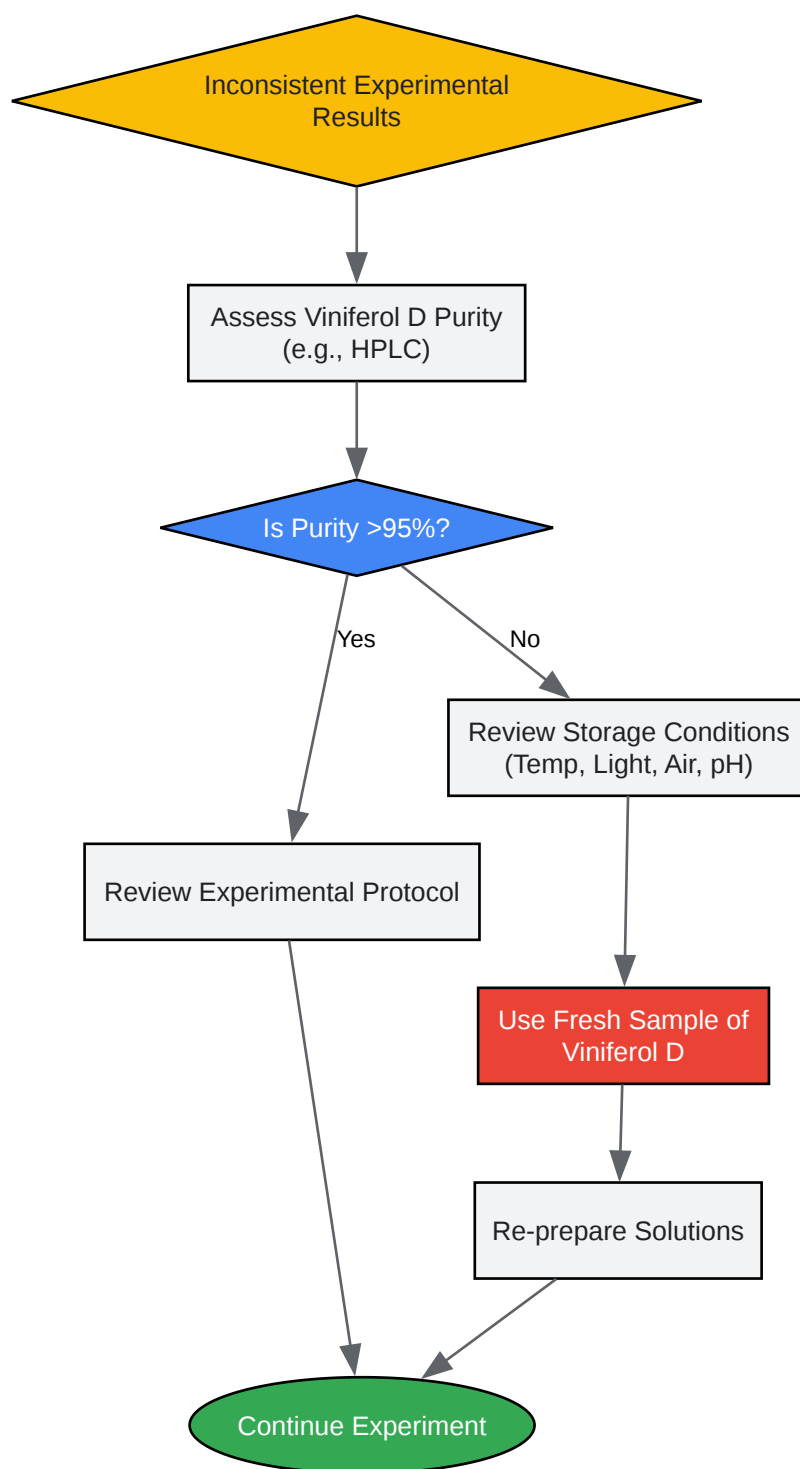 Inconsistent Experimental
Results
Assess Viniferol D Purity
(e.g., HPLC)
Is Purity >95%?
Yes
No
Review Storage Conditions
(Temp, Light, Air, pH)
Review Experimental Protocol
Use Fresh Sample of
Viniferol D
Re-prepare Solutions
Continue Experiment